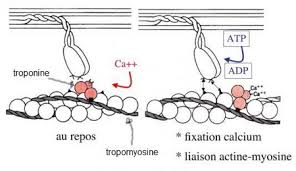 troponine
Ca++
au repos
tropomyosine
ATP
ADP
Ca++
Ca++
* fixation calcium
* liaison actine-myosine